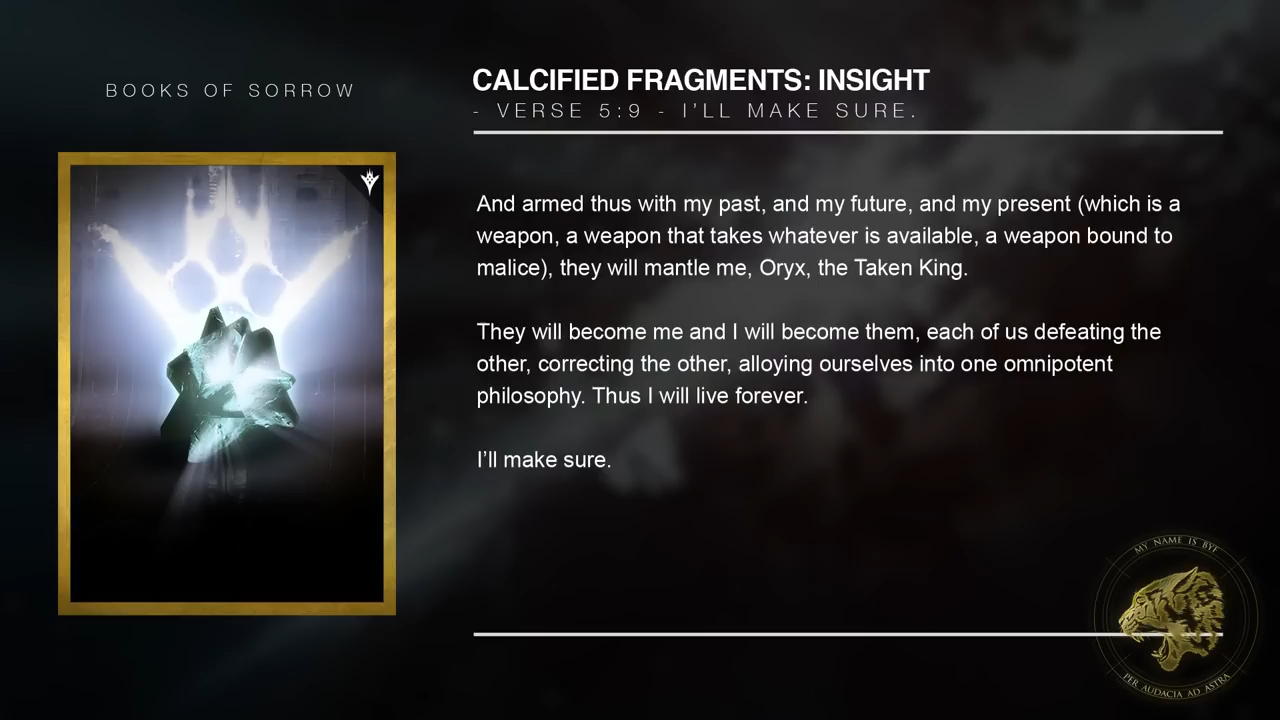 BOOKS OF SORROW
CALCIFIED FRAGMENTS: INSIGHT
- VERSE 5:9 - I'LL MAKE SURE.
And armed thus with my past, and my future, and my present (which is a
weapon, a weapon that takes whatever is available, a weapon bound to
malice), they will mantle me, Oryx, the Taken King.
They will become me and I will become them, each of us defeating the
other, correcting the other, alloying ourselves into one omnipotent
philosophy. Thus I will live forever.
I'll make sure.
MY NAME IS BYF
PER AUDACIA AD ASTRA